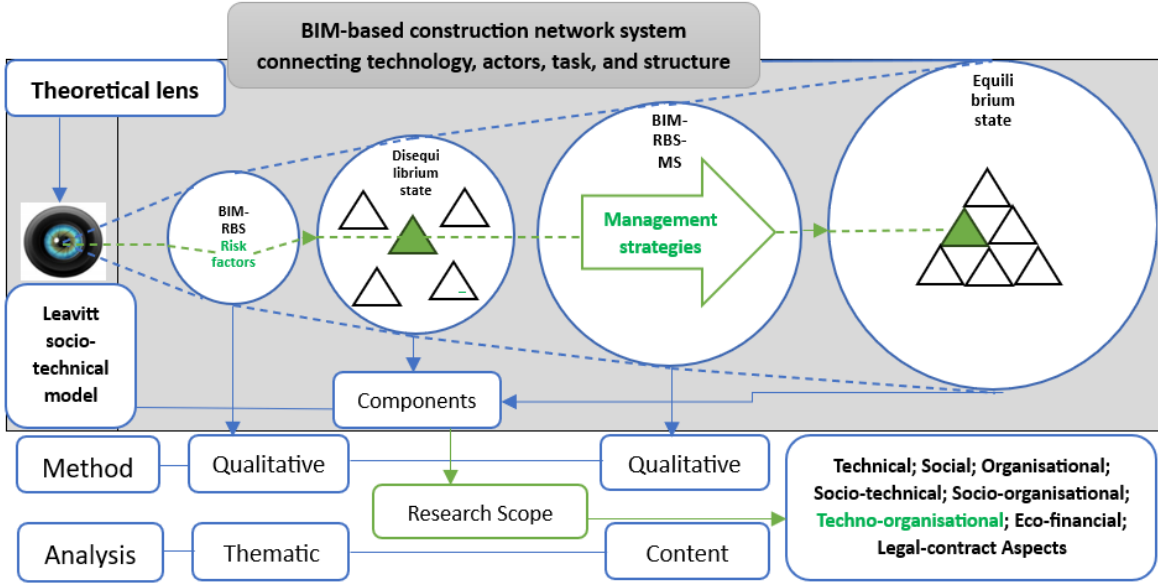 BIM-based construction network system
connecting technology, actors, task, and structure
Theoretical lens
Leavitt
socio-
technical
model
BIM-
RBS
Risk
factors
Disequi
librium
state
BIM-
RBS-
MS
Management
strategies
Equili
brium
state
Components
Method
Qualitative
Qualitative
Research Scope
Analysis
Thematic
Content
Technical; Social; Organisational;
Socio-technical; Socio-organisational;
Techno-organisational; Eco-financial;
Legal-contract Aspects